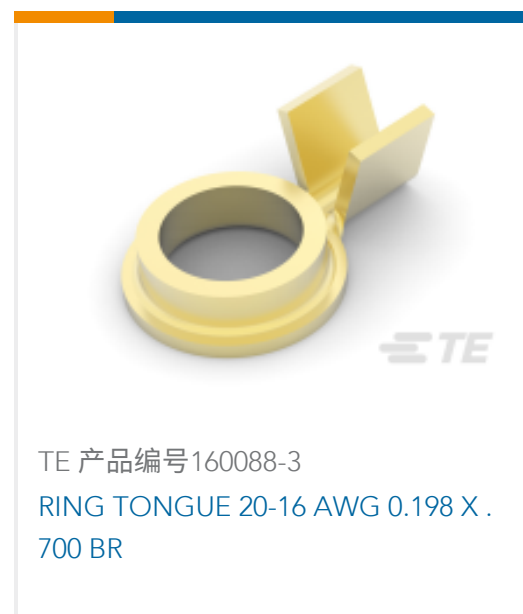 TE
TE 产品编号160088-3
RING TONGUE 20-16 AWG 0.198 X .
700 BR